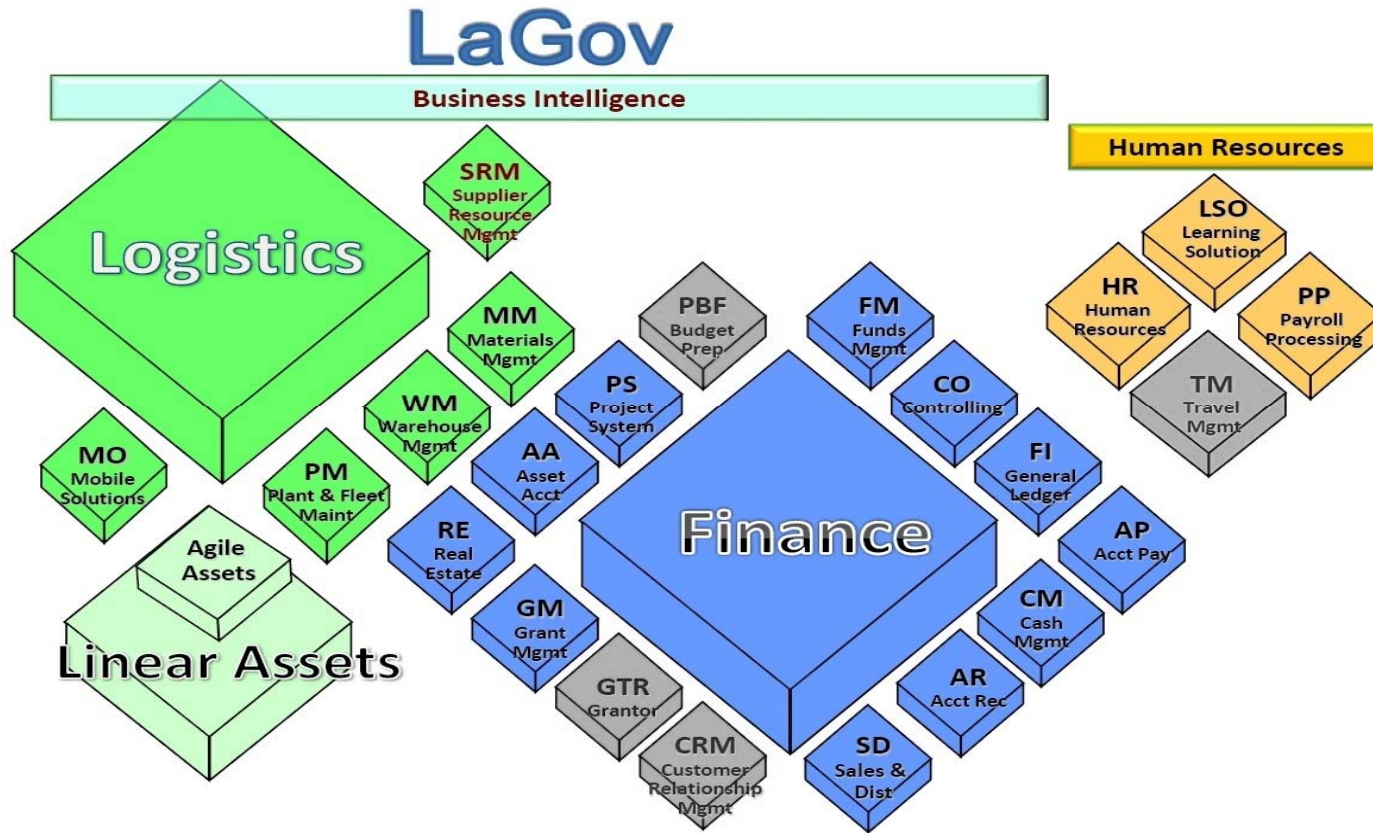 LaGov
Business Intelligence
Human Resources
Logistics
SRM
Supplier
Resource
Mgmt
MM
Materials
Mgmt
WM
Warehouse
Mgmt
PM
Plant & Fleet
Maint
MO
Mobile
Solutions
Agile
Assets
Linear Assets
PBF
Budget
Prep
PS
Project
System
AA
Asset
Acct
RE
Real
Estate
GM
Grant
Mgmt
GTR
Grantor
CRM
Customer
Relationship
Mgmt
Finance
FM
Funds
Mgmt
CO
Controlling
FI
General
Ledger
AP
Acct Pay
CM
Cash
Mgmt
AR
Acct Rec
SD
Sales &
Dist
LSO
Learning
Solution
HR
Human
Resources
PP
Payroll
Processing
TM
Travel
Mgmt